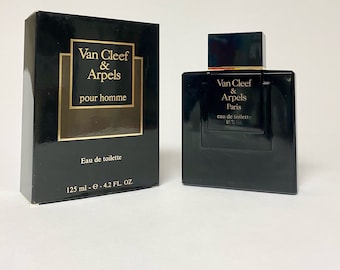 Van Cleef
&
Arpels
pour homme
Eau de toilette
125 ml - e - 4.2 FL. OZ.
Van Cleef
&
Arpels
Paris
eau de toilette